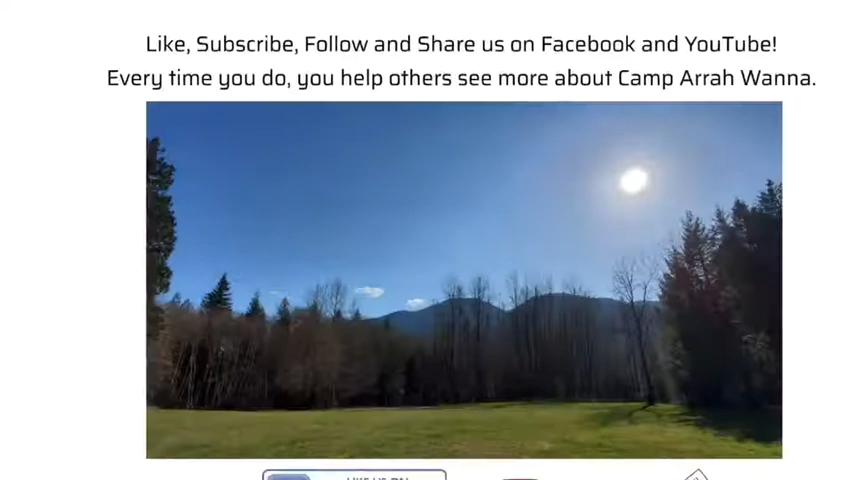 Like, Subscribe, Follow and Share us on Facebook and YouTube!
Every time you do, you help others see more about Camp Arrah Wanna.